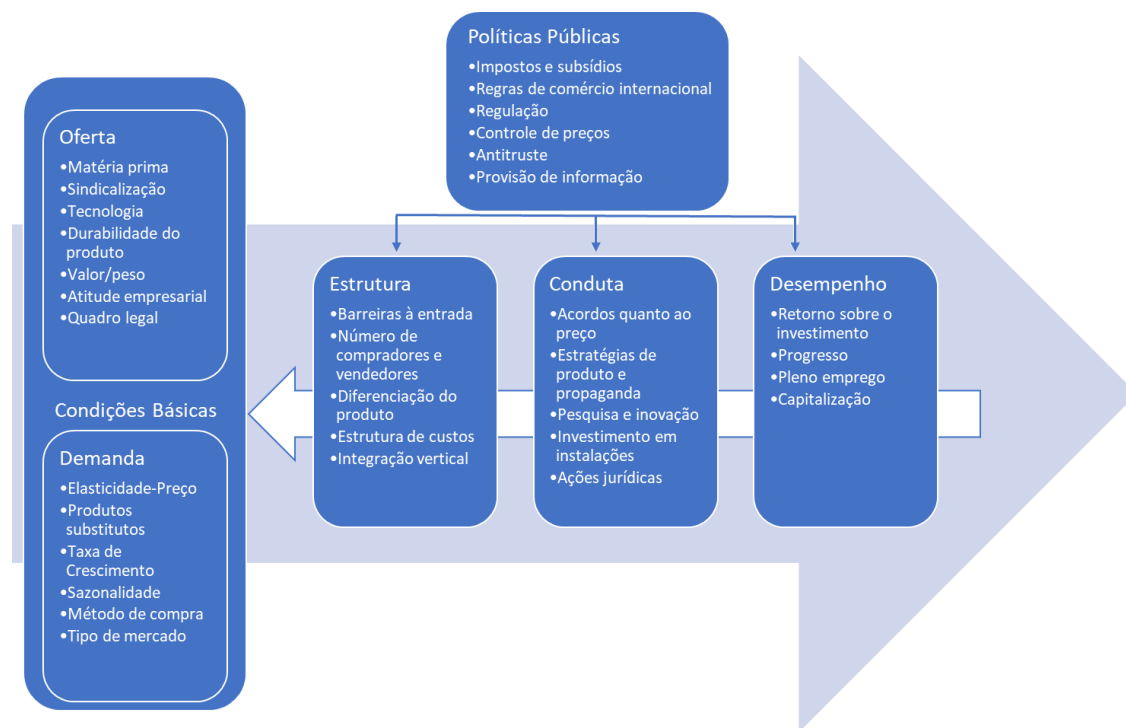 Políticas Públicas
•Impostos e subsídios
•Regras de comércio internacional
•Regulação
•Controle de preços
•Antitruste
•Provisão de informação
Oferta
•Matéria prima
•Sindicalização
•Tecnologia
•Durabilidade do
produto
•Valor/peso
•Atitude empresarial
•Quadro legal
Condições Básicas
Demanda
•Elasticidade-Preço
•Produtos
substitutos
•Taxa de
Crescimento
•Sazonalidade
•Método de compra
•Tipo de mercado
Estrutura
•Barreiras à entrada
•Número de
compradores e
vendedores
•Diferenciação do
produto
•Estrutura de custos
•Integração vertical
Conduta
•Acordos quanto ao
preço
•Estratégias de
produto e
propaganda
•Pesquisa e inovação
•Investimento em
instalações
•Ações jurídicas
Desempenho
•Retorno sobre o
investimento
•Progresso
•Pleno emprego
•Capitalização